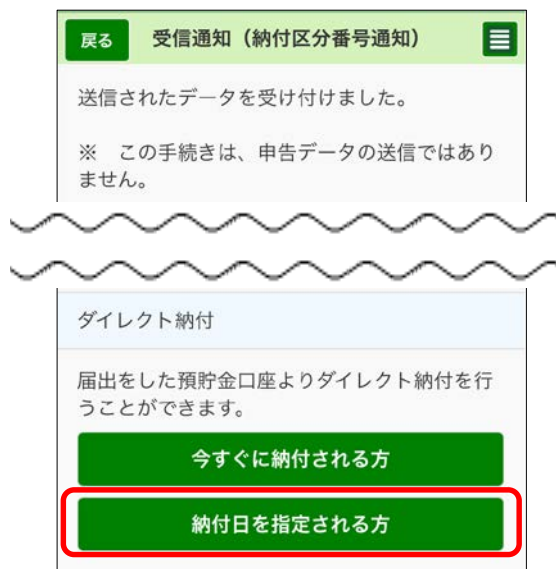 戻る 受信通知（納付区分番号通知）
送信されたデータを受け付けました。
※　この手続きは、申告データの送信ではあり
ません。
ダイレクト納付
届出をした預貯金口座よりダイレクト納付を行
うことができます。
今すぐに納付される方
納付日を指定される方